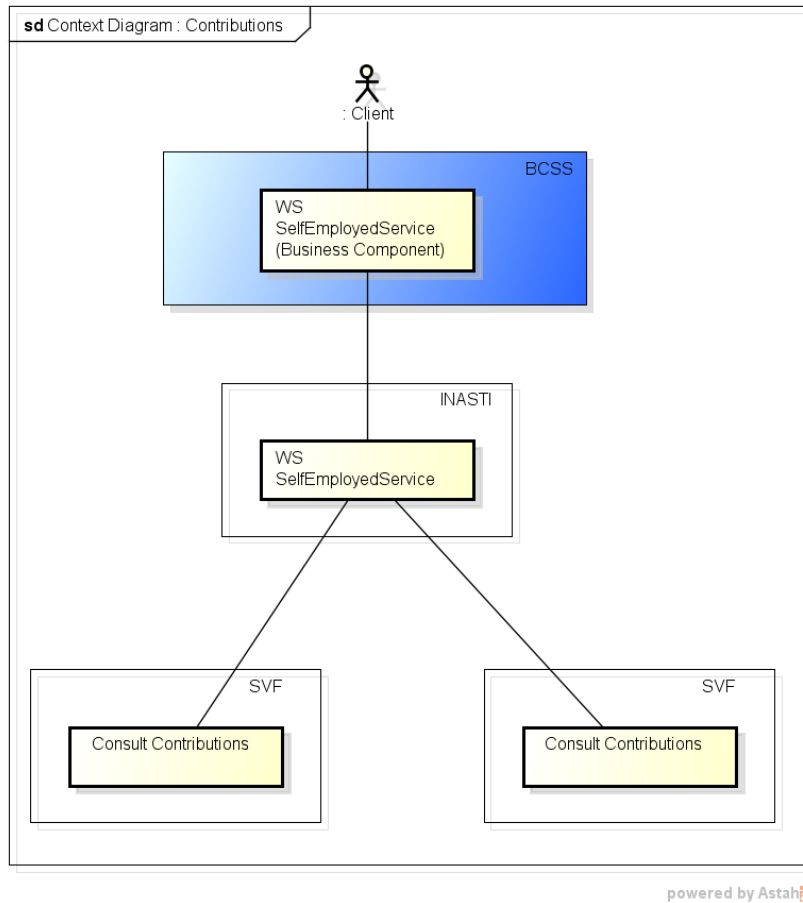 sd Context Diagram : Contributions
: Client
BCSS
WS
SelfEmployedService
(Business Component)
INASTI
WS
SelfEmployedService
SVF
SVF
Consult Contributions
Consult Contributions
powered by Astah